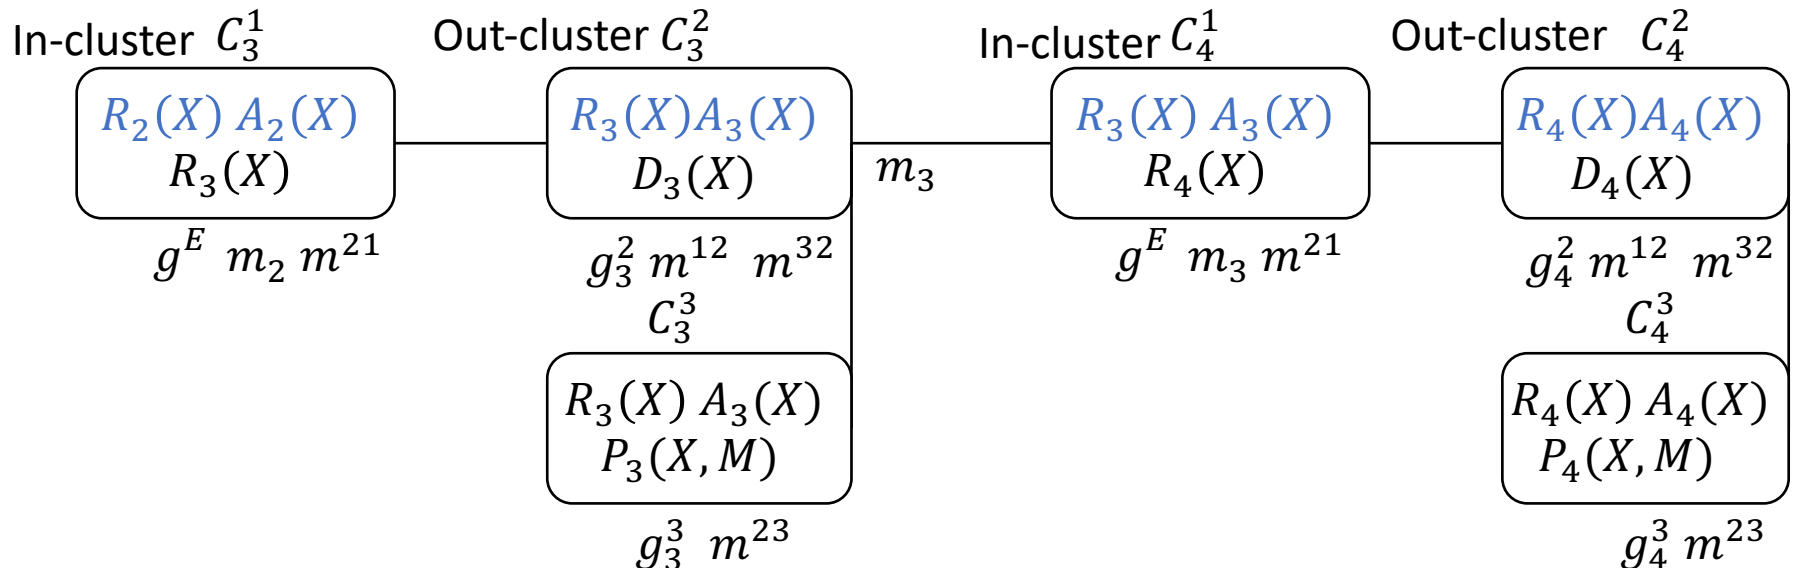 In-cluster C_3^1
R_2(X) A_2(X)
R_3(X)
g^E m_2 m^{21}
Out-cluster C_3^2
R_3(X)A_3(X)
D_3(X)
g_3^2 m^{12} m^{32}
C_3^3
R_3(X) A_3(X)
P_3(X, M)
g_3^3 m^{23}
m_3
In-cluster C_4^1
R_3(X) A_3(X)
R_4(X)
g^E m_3 m^{21}
Out-cluster C_4^2
R_4(X)A_4(X)
D_4(X)
g_4^2 m^{12} m^{32}
C_4^3
R_4(X) A_4(X)
P_4(X, M)
g_4^3 m^{23}